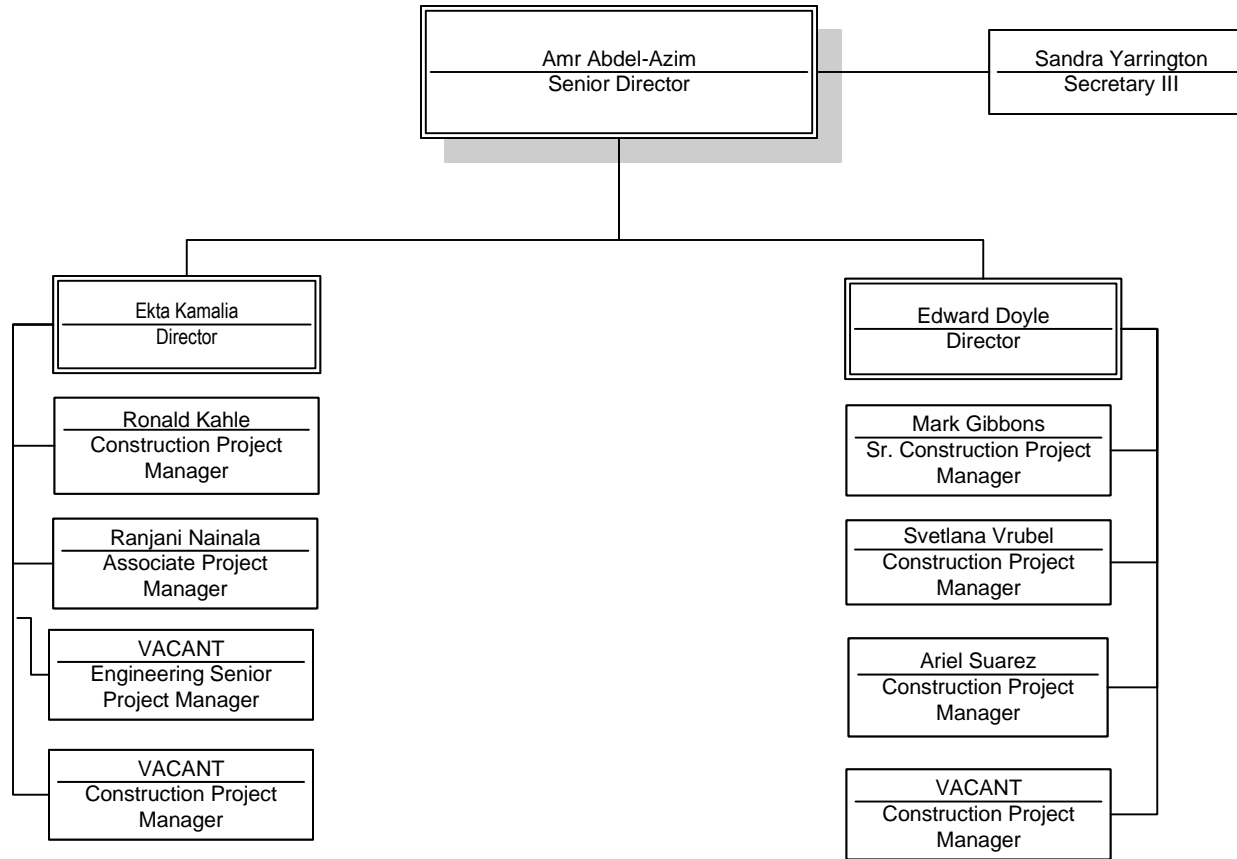 Amr Abdel-Azim
Senior Director
Sandra Yarrington
Secretary III
Ekta Kamalia
Director
Ronald Kahle
Construction Project
Manager
Ranjani Nainala
Associate Project
Manager
VACANT
Engineering Senior
Project Manager
VACANT
Construction Project
Manager
Edward Doyle
Director
Mark Gibbons
Sr. Construction Project
Manager
Svetlana Vrubel
Construction Project
Manager
Ariel Suarez
Construction Project
Manager
VACANT
Construction Project
Manager